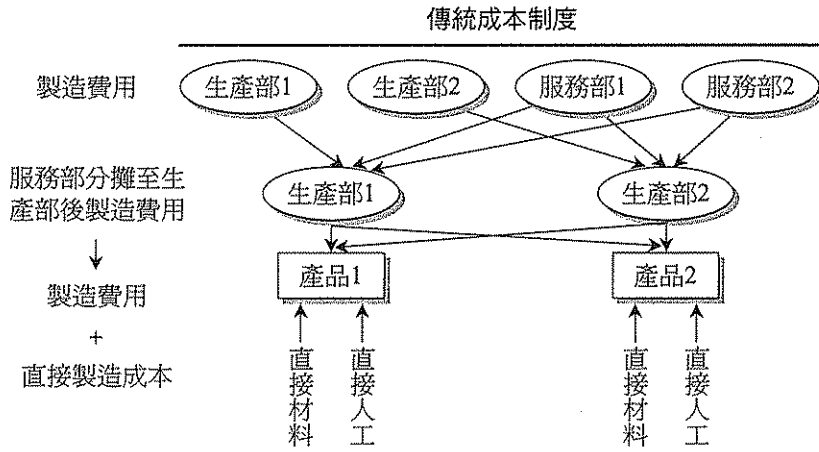 傳統成本制度
製造費用
生產部1
生產部2
服務部1
服務部2
服務部分攤至生
產部後製造費用
生產部1
生產部2
產品1
產品2
製造費用
+
直接製造成本
直接材料
直接人工
直接材料
直接人工